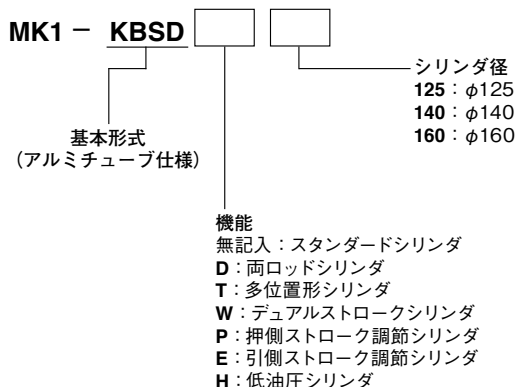 MK1 − KBSD
シリンダ径
125：φ125
140：φ140
160：φ160
基本形式
（アルミチューブ仕様）
機能
無記入：スタンダードシリンダ
D：両ロッドシリンダ
T：多位置形シリンダ
W：デュアルストロークシリンダ
P：押側ストローク調節シリンダ
E：引側ストローク調節シリンダ
H：低油圧シリンダ